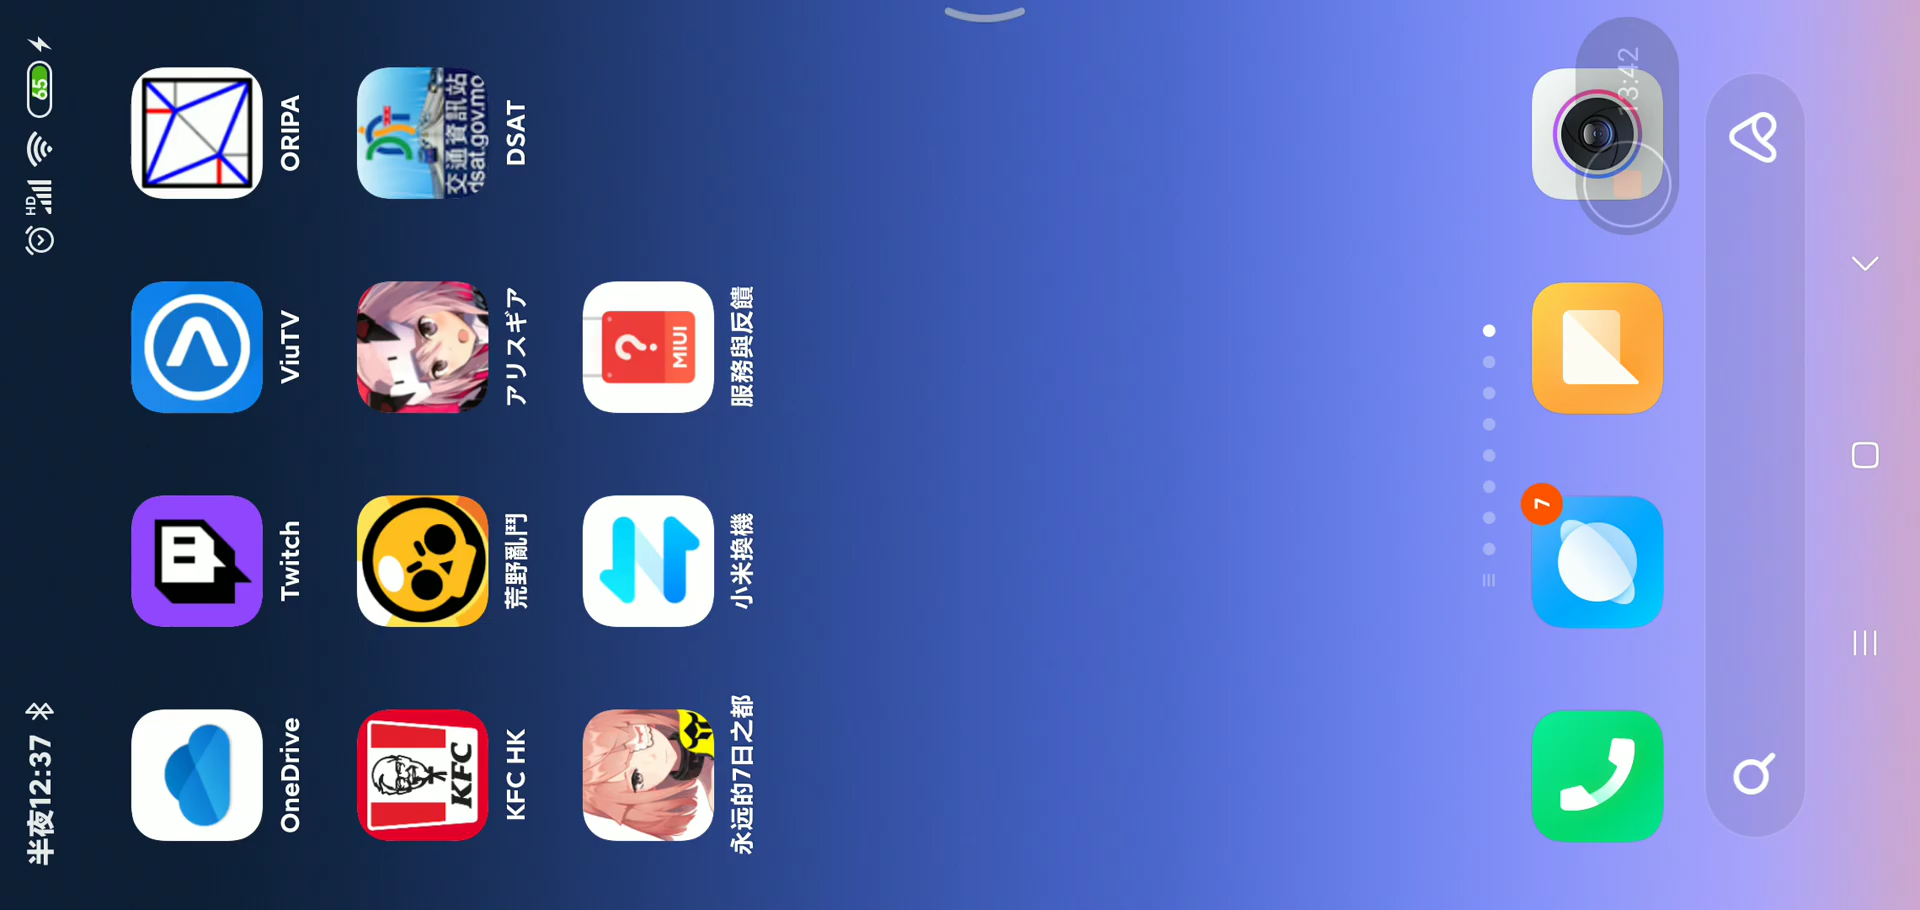 半夜12:37
HD
65
OneDrive
Twitch
ViuTV
ORIPA
KFC
KFC HK
荒野亂鬥
アリスギア
交通資訊站
dsat.gov.mo
DSAT
永远的7日之都
小米換機
?
MIUI
服務與反饋
7
13:42